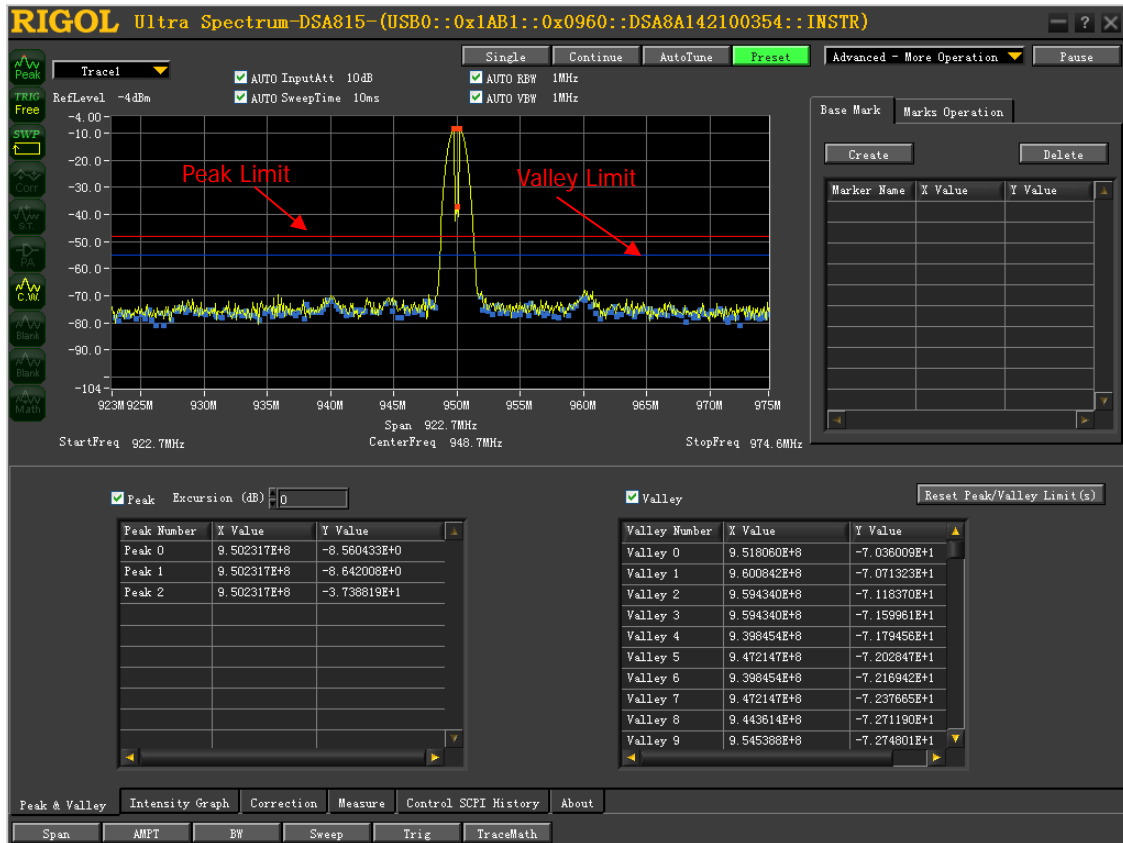 RIGOL Ultra Spectrum-DSA815-(USB0::0x1AB1::0x0960::DSA8A142100354::INSTR)
Single Continue AutoTune Preset Advanced - More Operation Pause
Peak Trace1 AUTO InputAtt 10dB AUTO RBW 1MHz
TRIG Free RefLevel -4dBm AUTO SweepTime 10ms AUTO VBW 1MHz
SWP
Corr
S.T.
PA
C.W.
Blank
Blank
Math
-4.00
-10.0
-20.0
-30.0
-40.0
-50.0
-60.0
-70.0
-80.0
-90.0
-104
Peak Limit
Valley Limit
923M 925M 930M 935M 940M 945M 950M 955M 960M 965M 970M 975M
Span 922.7MHz
StartFreq 922.7MHz CenterFreq 948.7MHz StopFreq 974.6MHz
Base Mark Marks Operation
Create Delete
Marker Name X Value Y Value
Peak Excursion (dB) 0
Peak Number X Value Y Value
Peak 0 9.502317E+8 -8.560433E+0
Peak 1 9.502317E+8 -8.642008E+0
Peak 2 9.502317E+8 -3.738819E+1
Valley Reset Peak/Valley Limit(s)
Valley Number X Value Y Value
Valley 0 9.518060E+8 -7.036009E+1
Valley 1 9.600842E+8 -7.071323E+1
Valley 2 9.594340E+8 -7.118370E+1
Valley 3 9.594340E+8 -7.159961E+1
Valley 4 9.398454E+8 -7.179456E+1
Valley 5 9.472147E+8 -7.202847E+1
Valley 6 9.398454E+8 -7.216942E+1
Valley 7 9.472147E+8 -7.237665E+1
Valley 8 9.443614E+8 -7.271190E+1
Valley 9 9.545388E+8 -7.274801E+1
Peak & Valley Intensity Graph Correction Measure Control SCPI History About
Span AMPT BW Sweep Trig TraceMath